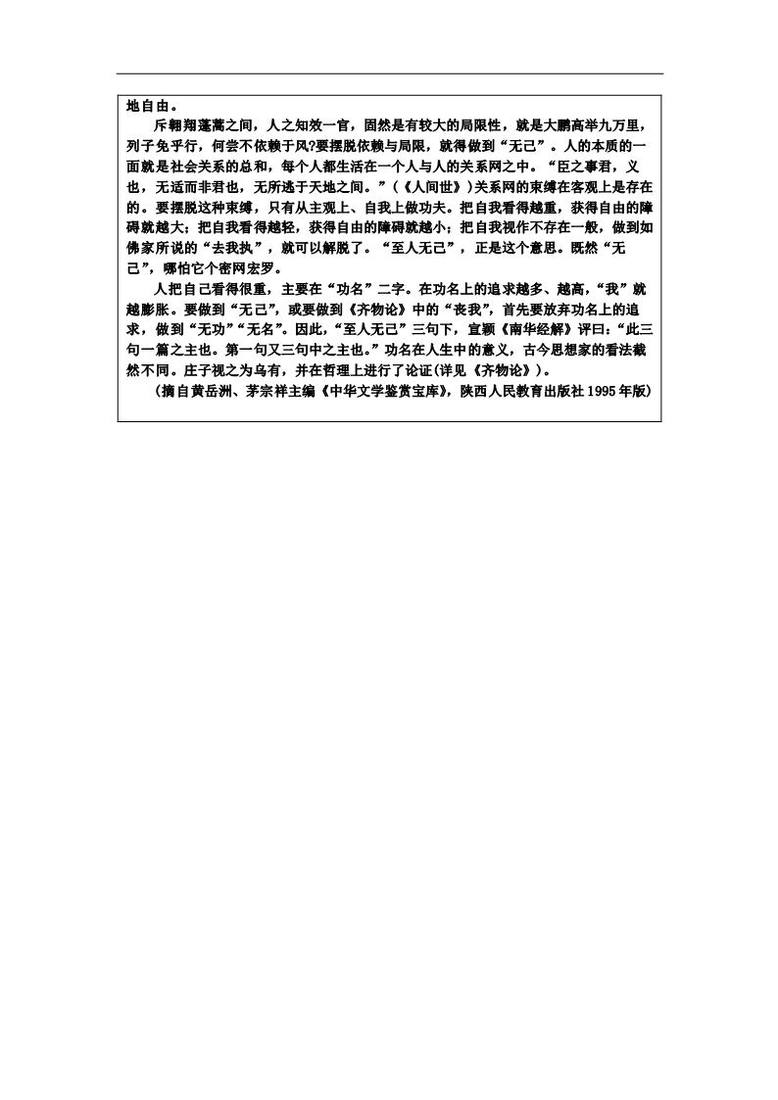 地自由。
斥翱翔蓬蒿之间，人之知效一官，固然是有较大的局限性，就是大鹏高举九万里，
列子免乎行，何尝不依赖于风?要摆脱依赖与局限，就得做到“无己”。人的本质的一
面就是社会关系的总和，每个人都生活在一个人与人的关系网之中。“臣之事君，义
也，无适而非君也，无所逃于天地之间。”(《人间世》)关系网的束缚在客观上是存在
的。要摆脱这种束缚，只有从主观上、自我上做功夫。把自我看得越重，获得自由的障
碍就越大；把自我看得越轻，获得自由的障碍就越小；把自我视作不存在一般，做到如
佛家所说的“去我执”，就可以解脱了。“至人无己”，正是这个意思。既然“无
己”，哪怕它个密网宏罗。
人把自己看得很重，主要在“功名”二字。在功名上的追求越多、越高，“我”就
越膨胀。要做到“无己”，或要做到《齐物论》中的“丧我”，首先要放弃功名上的追
求，做到“无功”“无名”。因此，“至人无己”三句下，宣颖《南华经解》评曰：“此三
句一篇之主也。第一句又三句中之主也。”功名在人生中的意义，古今思想家的看法截
然不同。庄子视之为乌有，并在哲理上进行了论证(详见《齐物论》)。
(摘自黄岳洲、茅宗祥主编《中华文学鉴赏宝库》，陕西人民教育出版社 1995 年版)